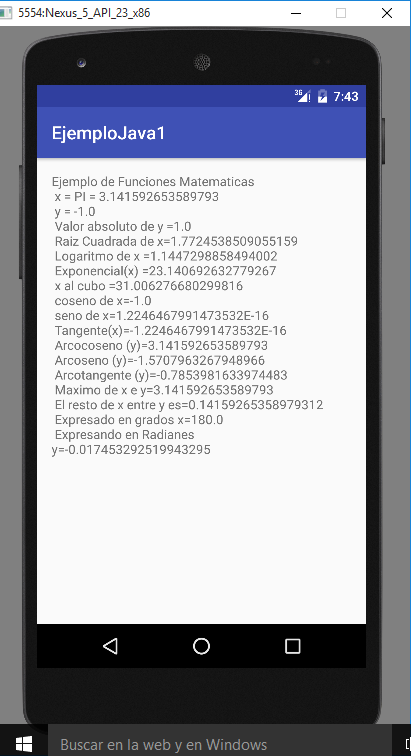 5554:Nexus_5_API_23_x86
3G 7:43
EjemploJava1
Ejemplo de Funciones Matematicas
x = PI = 3.141592653589793
y = -1.0
Valor absoluto de y =1.0
Raiz Cuadrada de x=1.7724538509055159
Logaritmo de x =1.1447298858494002
Exponencial(x) =23.140692632779267
x al cubo =31.006276680299816
coseno de x=-1.0
seno de x=1.2246467991473532E-16
Tangente(x)=-1.2246467991473532E-16
Arcocoseno (y)=3.141592653589793
Arcoseno (y)=-1.5707963267948966
Arcotangente (y)=-0.7853981633974483
Maximo de x e y=3.141592653589793
El resto de x entre y es=0.14159265358979312
Expresado en grados x=180.0
Expresando en Radianes
y=-0.017453292519943295
Buscar en la web y en Windows